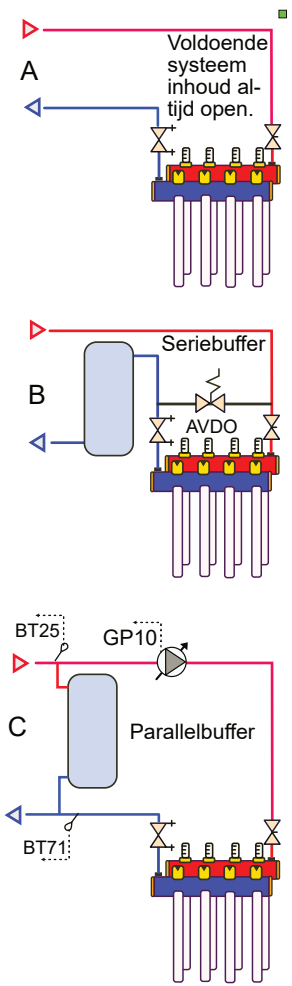 A
Voldoende
systeem
inhoud al-
tijd open.
B
Seriebuffer
AVDO
BT25
GP10
C
Parallelbuffer
BT71